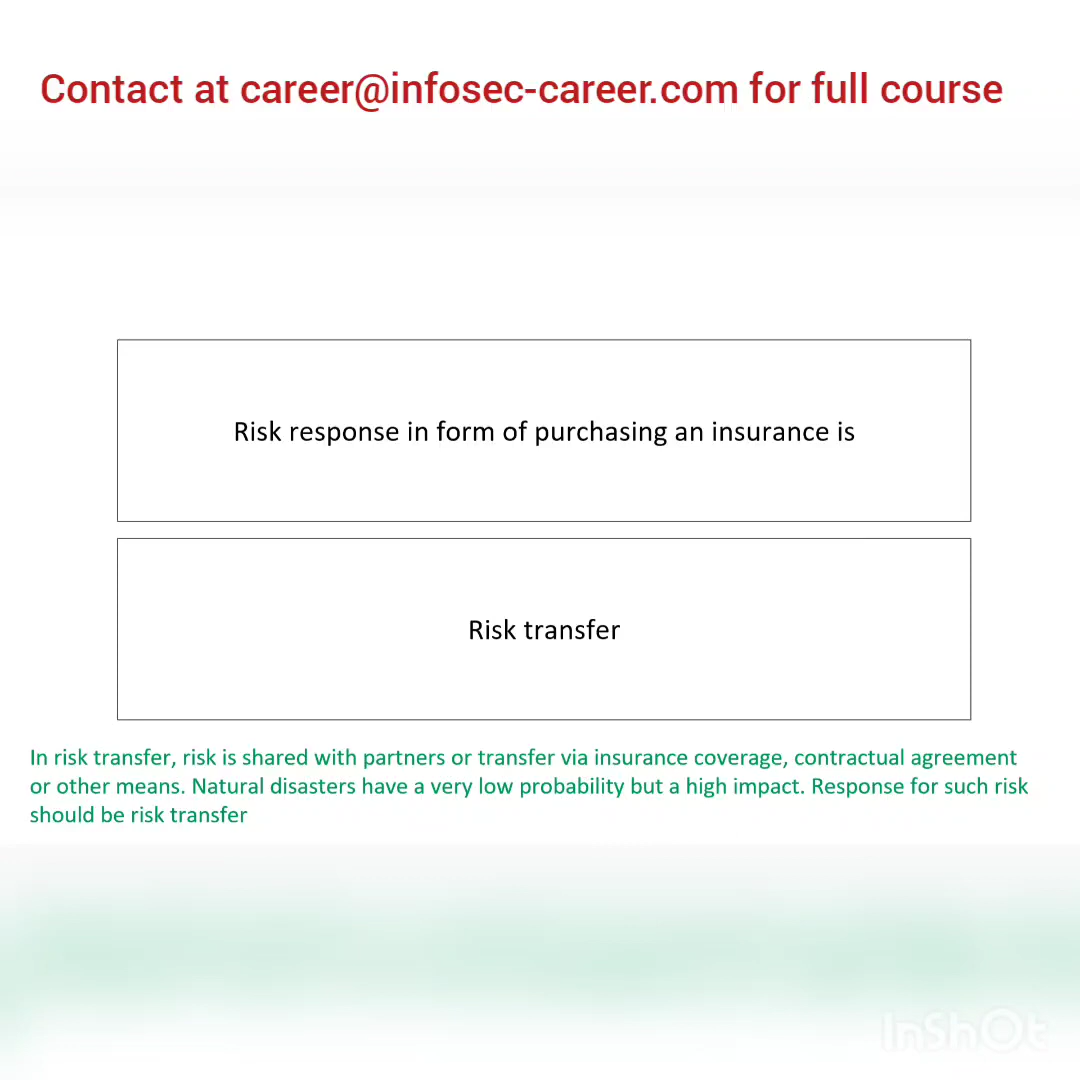 Contact at career@infosec-career.com for full course
Risk response in form of purchasing an insurance is
Risk transfer
In risk transfer, risk is shared with partners or transfer via insurance coverage, contractual agreement
or other means. Natural disasters have a very low probability but a high impact. Response for such risk
should be risk transfer
InShOt